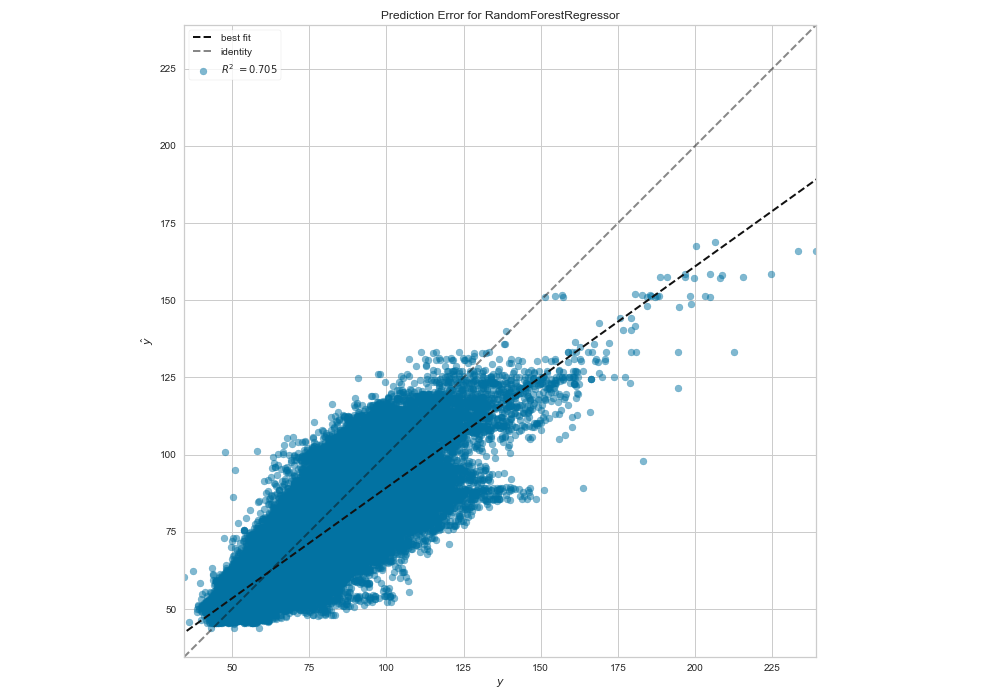 Prediction Error for RandomForestRegressor
best fit
identity
R² = 0.705
225
200
175
150
125
100
75
50
ŷ
50 75 100 125 150 175 200 225
y